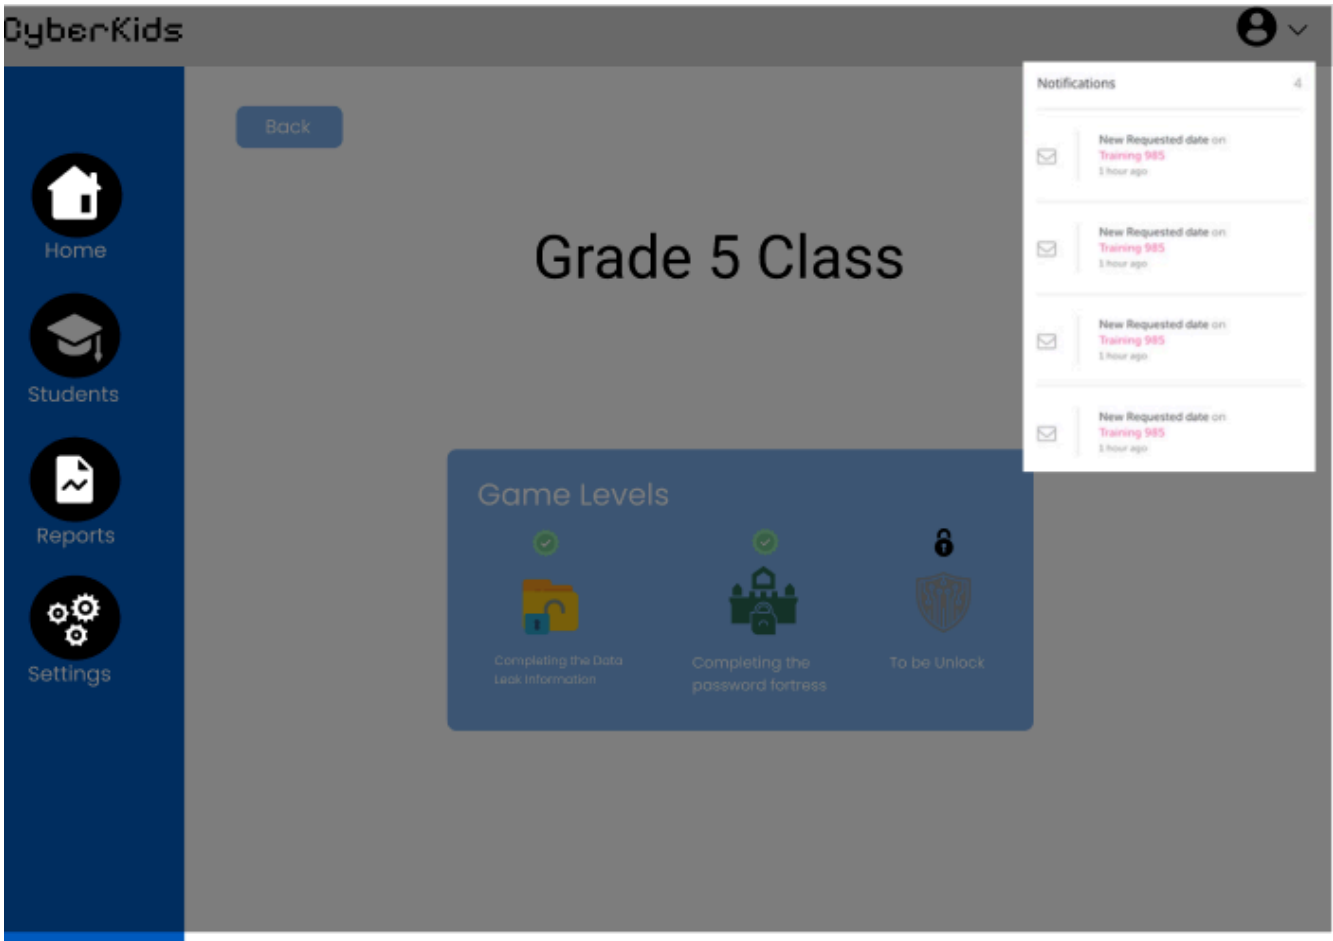 CyberKids
Back
Home
Students
Reports
Settings
Grade 5 Class
Notifications 4
New Requested date on
Training 985
1 hour ago
New Requested date on
Training 985
1 hour ago
New Requested date on
Training 985
1 hour ago
New Requested date on
Training 985
1 hour ago
Game Levels
Completing the Data
Leak Information
Completing the
password fortress
To be Unlock